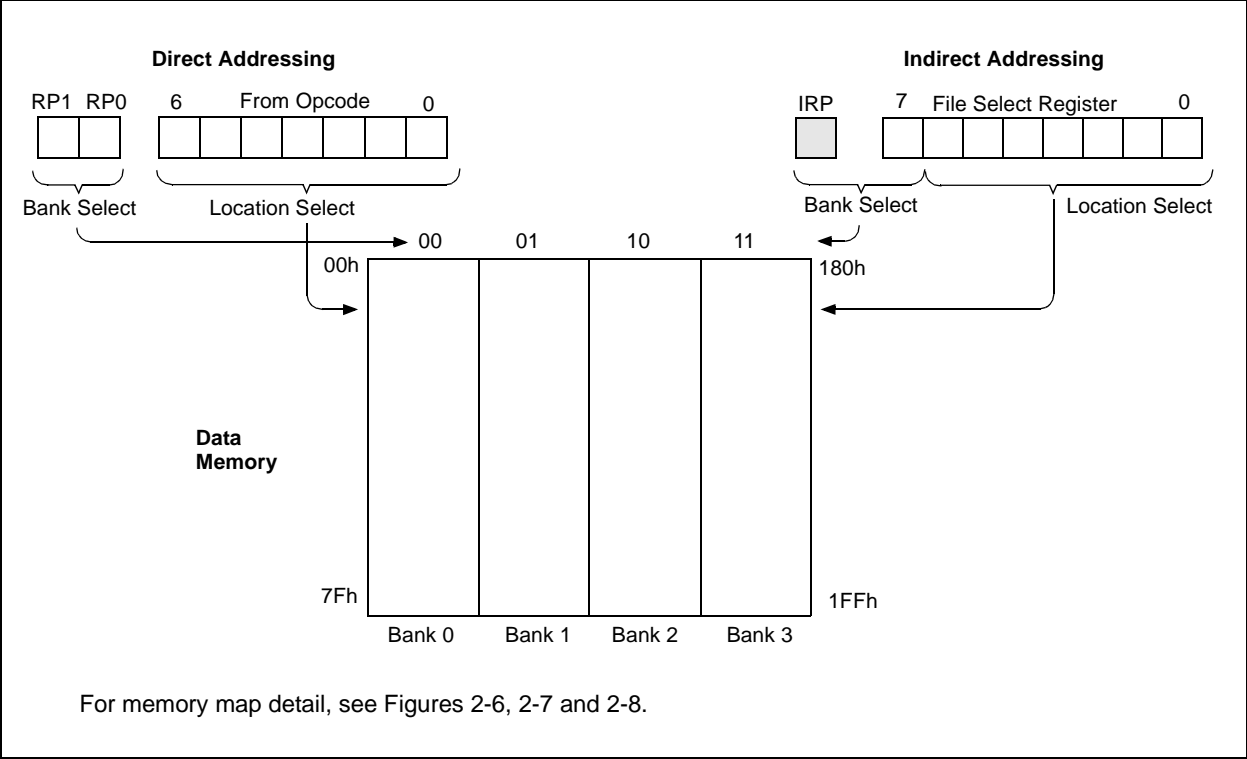 Direct Addressing
Indirect Addressing
RP1 RP0
6 From Opcode 0
IRP
7 File Select Register 0
Bank Select
Location Select
Bank Select
Location Select
00 01 10 11
00h
180h
Data
Memory
7Fh
1FFh
Bank 0 Bank 1 Bank 2 Bank 3
For memory map detail, see Figures 2-6, 2-7 and 2-8.